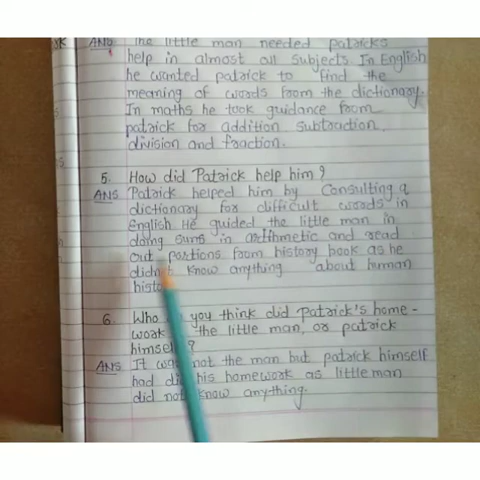 Ans The little man needed Patrick's
help in almost all subjects. In English
he wanted patrick to find the
meaning of words from the dictionary.
In maths he took guidance from
patrick for addition subtraction,
division and fraction.
5. How did Patrick help him?
ANS Patrick helped him by Consulting a
dictionary for difficult words in
English. He guided the little man in
doing sums in arithmetic and read
out portions from history book as he
didn't know anything about human
6. Who you think did Patrick's home-
work the little man, or patrick
himself?
ANS It was not the man but patrick himself
had did his homework as little man
did not know anything.